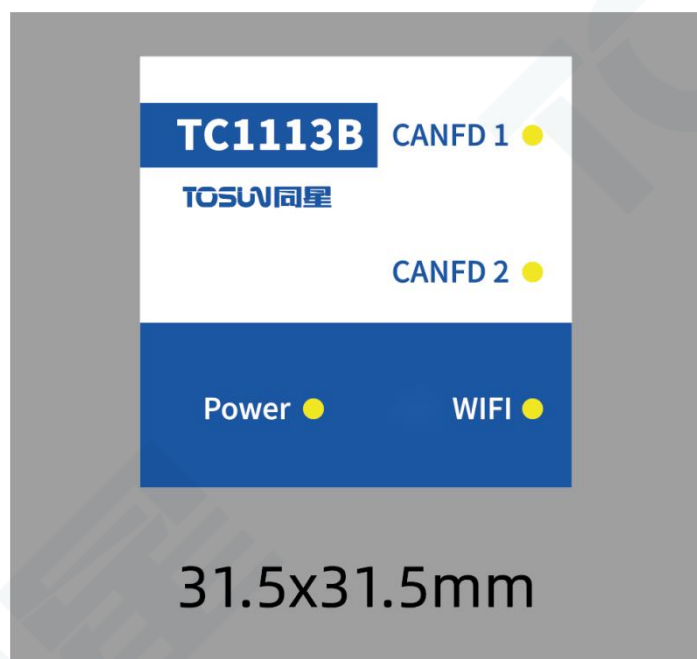 TC1113B CANFD 1
TOSUN同星
CANFD 2
Power WIFI
31.5x31.5mm